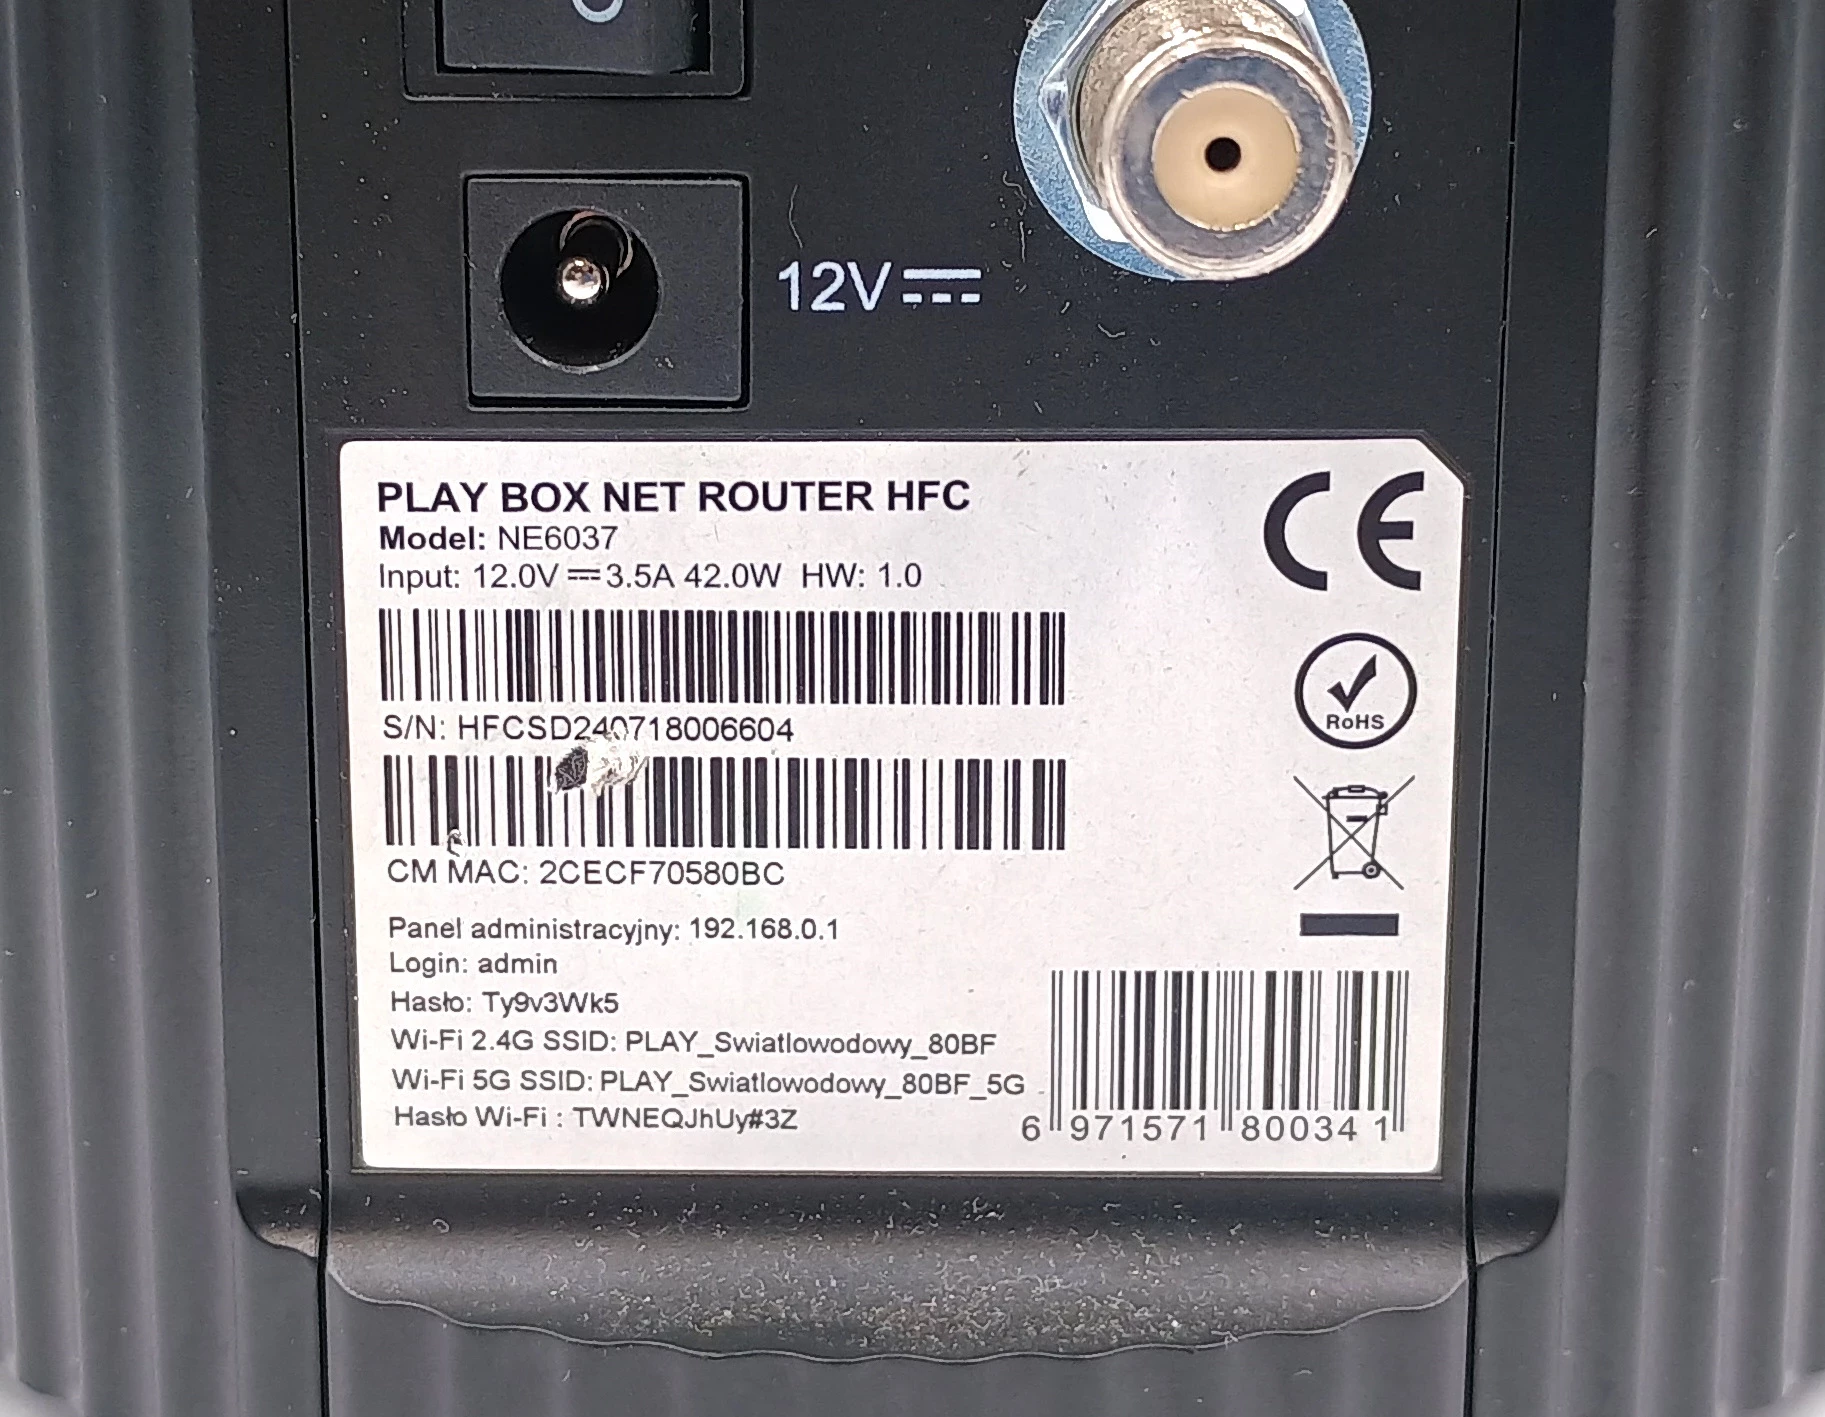 12V
PLAY BOX NET ROUTER HFC
Model: NE6037
Input: 12.0V⎓3.5A 42.0W HW: 1.0
CE
S/N: HFCSD240718006604
RoHS
CM MAC: 2CECF70580BC
Panel administracyjny: 192.168.0.1
Login: admin
Hasło: Ty9v3Wk5
Wi-Fi 2.4G SSID: PLAY_Swiatlowodowy_80BF
Wi-Fi 5G SSID: PLAY_Swiatlowodowy_80BF_5G
Hasło Wi-Fi : TWNEQJhUy#3Z
6 971571 800341